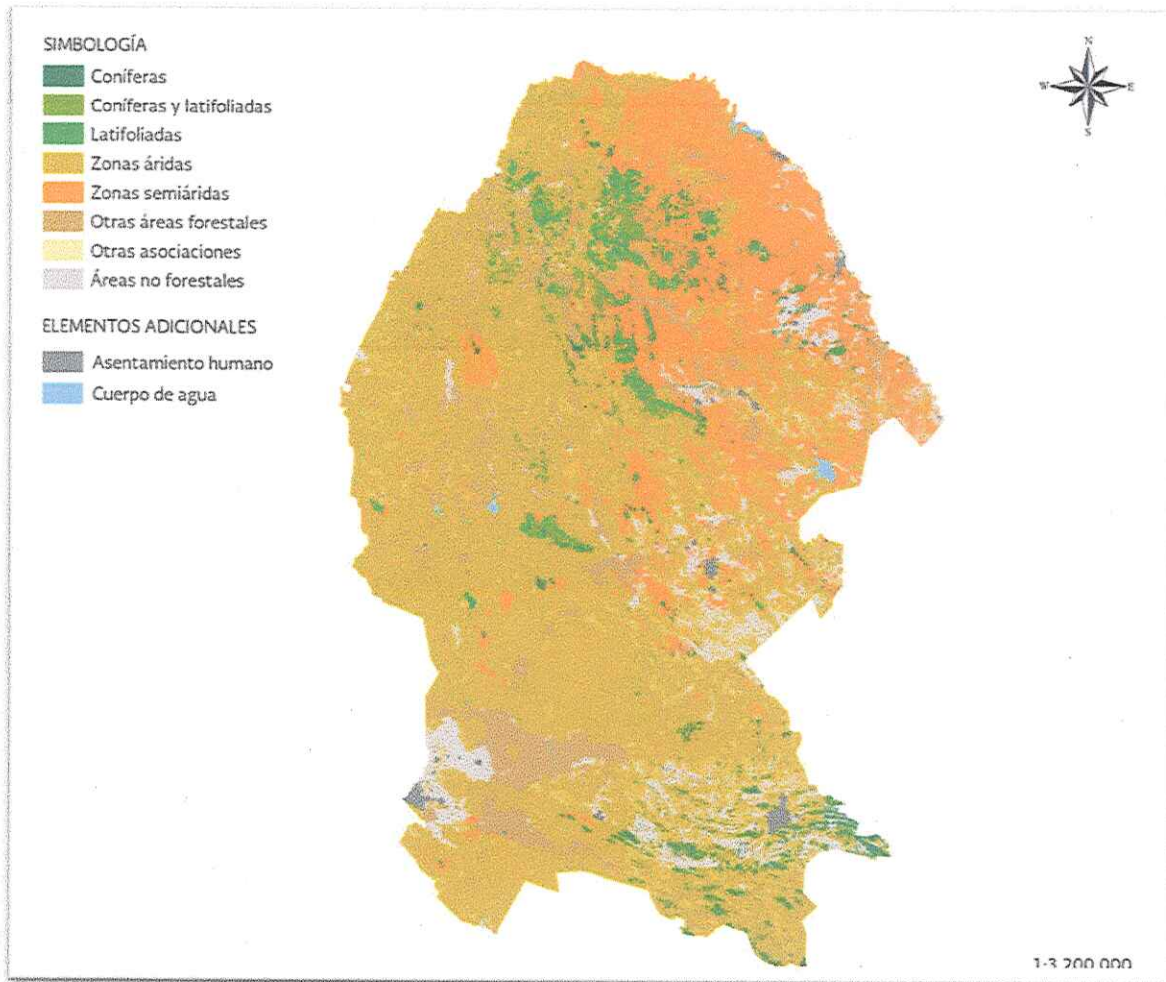 SIMBOLOGÍA
Coníferas
Coníferas y latifoliadas
Latifoliadas
Zonas áridas
Zonas semiáridas
Otras áreas forestales
Otras asociaciones
Áreas no forestales
ELEMENTOS ADICIONALES
Asentamiento humano
Cuerpo de agua
N
W E
S
1:3 200 000